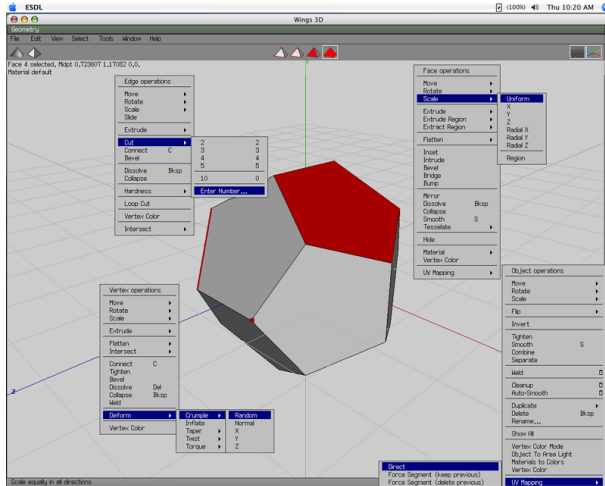 ESDL (100%) Thu 10:20 AM
Wings 3D
Geometry
File Edit View Select Tools Window Help
Face 4 selected, Midpt 0.723607 1.17082 0.0.
Material default
Edge operations
Move
Rotate
Scale
Slide
Extrude
Cut
Connect C
Bevel
Dissolve Bksp
Collapse
Hardness
Loop Cut
Vertex Color
Intersect
2 2
3 3
4 4
5 5
10 0
Enter Number...
Face operations
Move
Rotate
Scale
Extrude
Extrude Region
Extract Region
Flatten
Inset
Intrude
Bevel
Bridge
Bump
Mirror
Dissolve Bksp
Collapse
Smooth S
Tesselate
Hide
Material
Vertex Color
UV Mapping
Uniform
X
Y
Z
Radial X
Radial Y
Radial Z
Region
Vertex operations
Move
Rotate
Scale
Extrude
Flatten
Intersect
Connect C
Tighten
Bevel
Dissolve Del
Collapse Bksp
Weld
Deform
Vertex Color
Crumple
Inflate
Taper
Twist
Torque
Random
Normal
X
Y
Z
Object operations
Move
Rotate
Scale
Flip
Invert
Tighten
Smooth S
Combine
Separate
Weld
Cleanup
Auto-Smooth
Duplicate
Delete Bksp
Rename...
Show All
Vertex Color Mode
Object To Area Light
Materials to Colors
Vertex Color
UV Mapping
Direct
Force Segment (keep previous)
Force Segment (delete previous)
Z
Scale equally in all directions